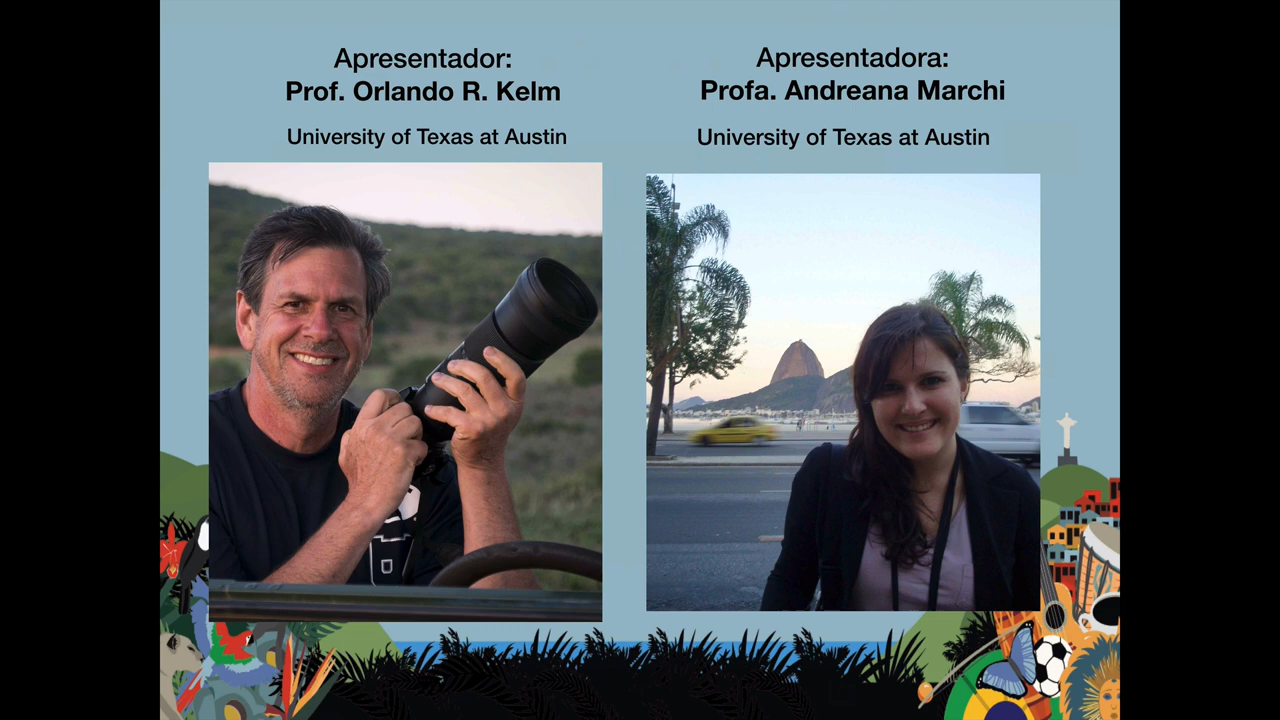 Apresentador:
Prof. Orlando R. Kelm
University of Texas at Austin
Apresentadora:
Profa. Andreana Marchi
University of Texas at Austin